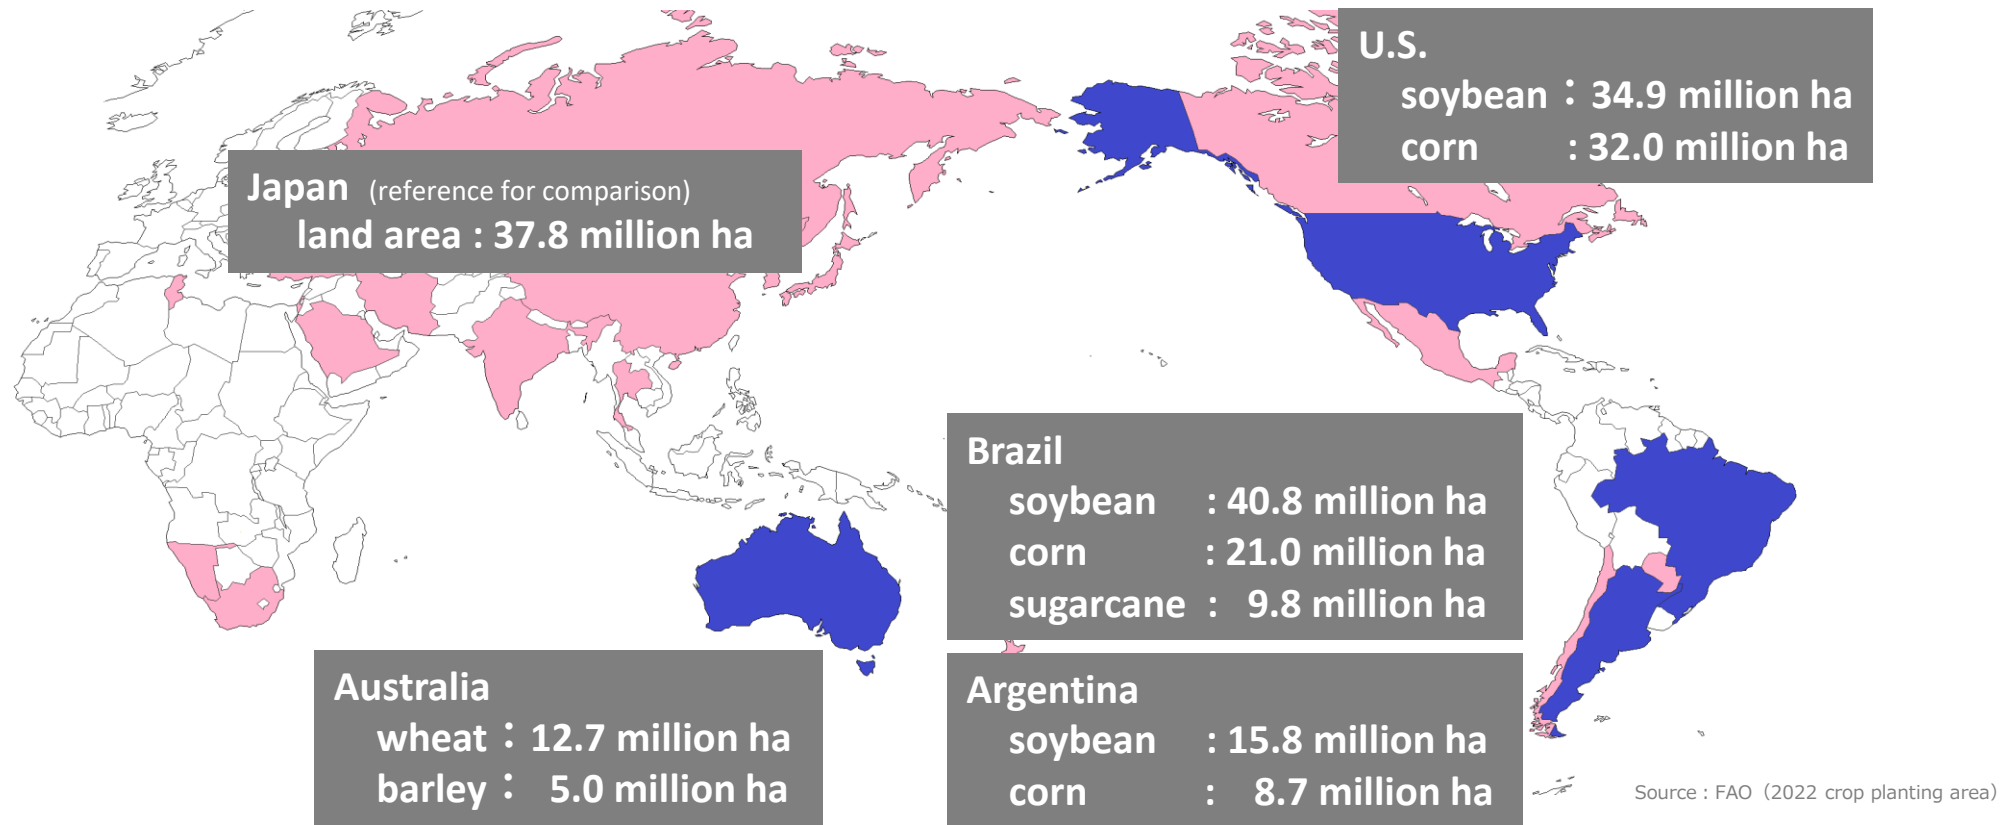 U.S.
soybean：34.9 million ha
corn : 32.0 million ha
Japan (reference for comparison)
land area : 37.8 million ha
Brazil
soybean : 40.8 million ha
corn : 21.0 million ha
sugarcane : 9.8 million ha
Australia
wheat：12.7 million ha
barley： 5.0 million ha
Argentina
soybean : 15.8 million ha
corn : 8.7 million ha
Source : FAO（2022 crop planting area）